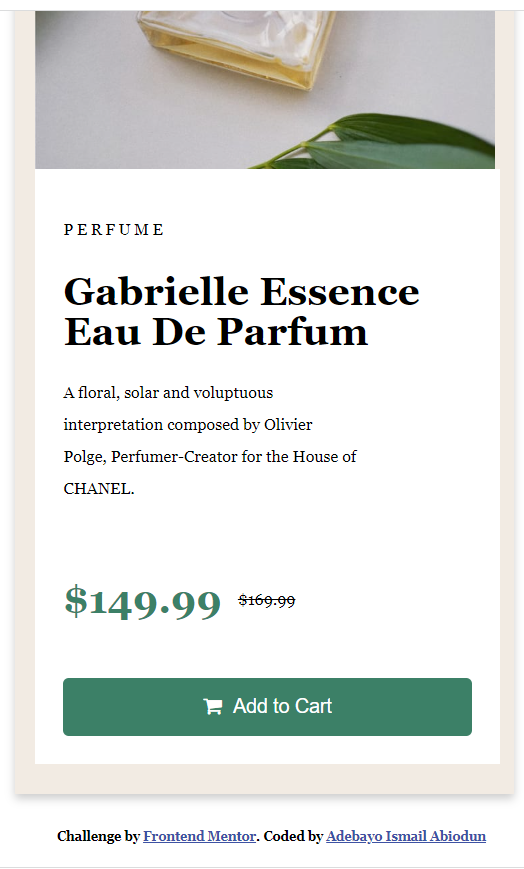 PERFUME
Gabrielle Essence
Eau De Parfum
A floral, solar and voluptuous
interpretation composed by Olivier
Polge, Perfumer-Creator for the House of
CHANEL.
$149.99 $169.99
Add to Cart
Challenge by Frontend Mentor. Coded by Adebayo Ismail Abiodun